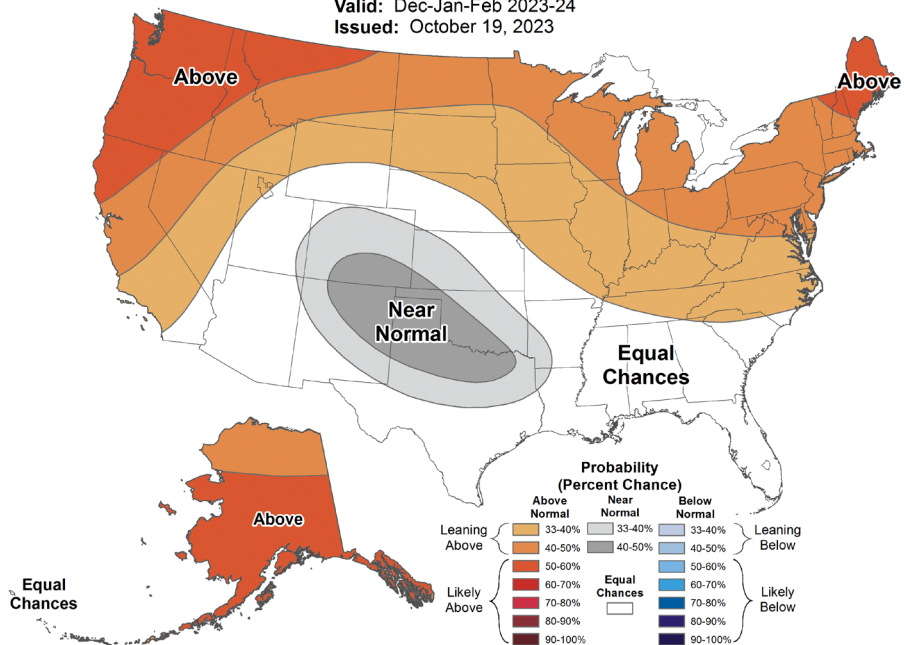 Valid: Dec-Jan-Feb 2023-24
Issued: October 19, 2023
Above
Above
Near
Normal
Equal
Chances
Above
Equal
Chances
Probability
(Percent Chance)
Above
Normal
Near
Normal
Below
Normal
Leaning
Above
33-40%
33-40%
33-40%
Leaning
Below
40-50%
40-50%
40-50%
Likely
Above
50-60%
50-60%
Likely
Below
60-70%
Equal
Chances
60-70%
70-80%
70-80%
80-90%
80-90%
90-100%
90-100%